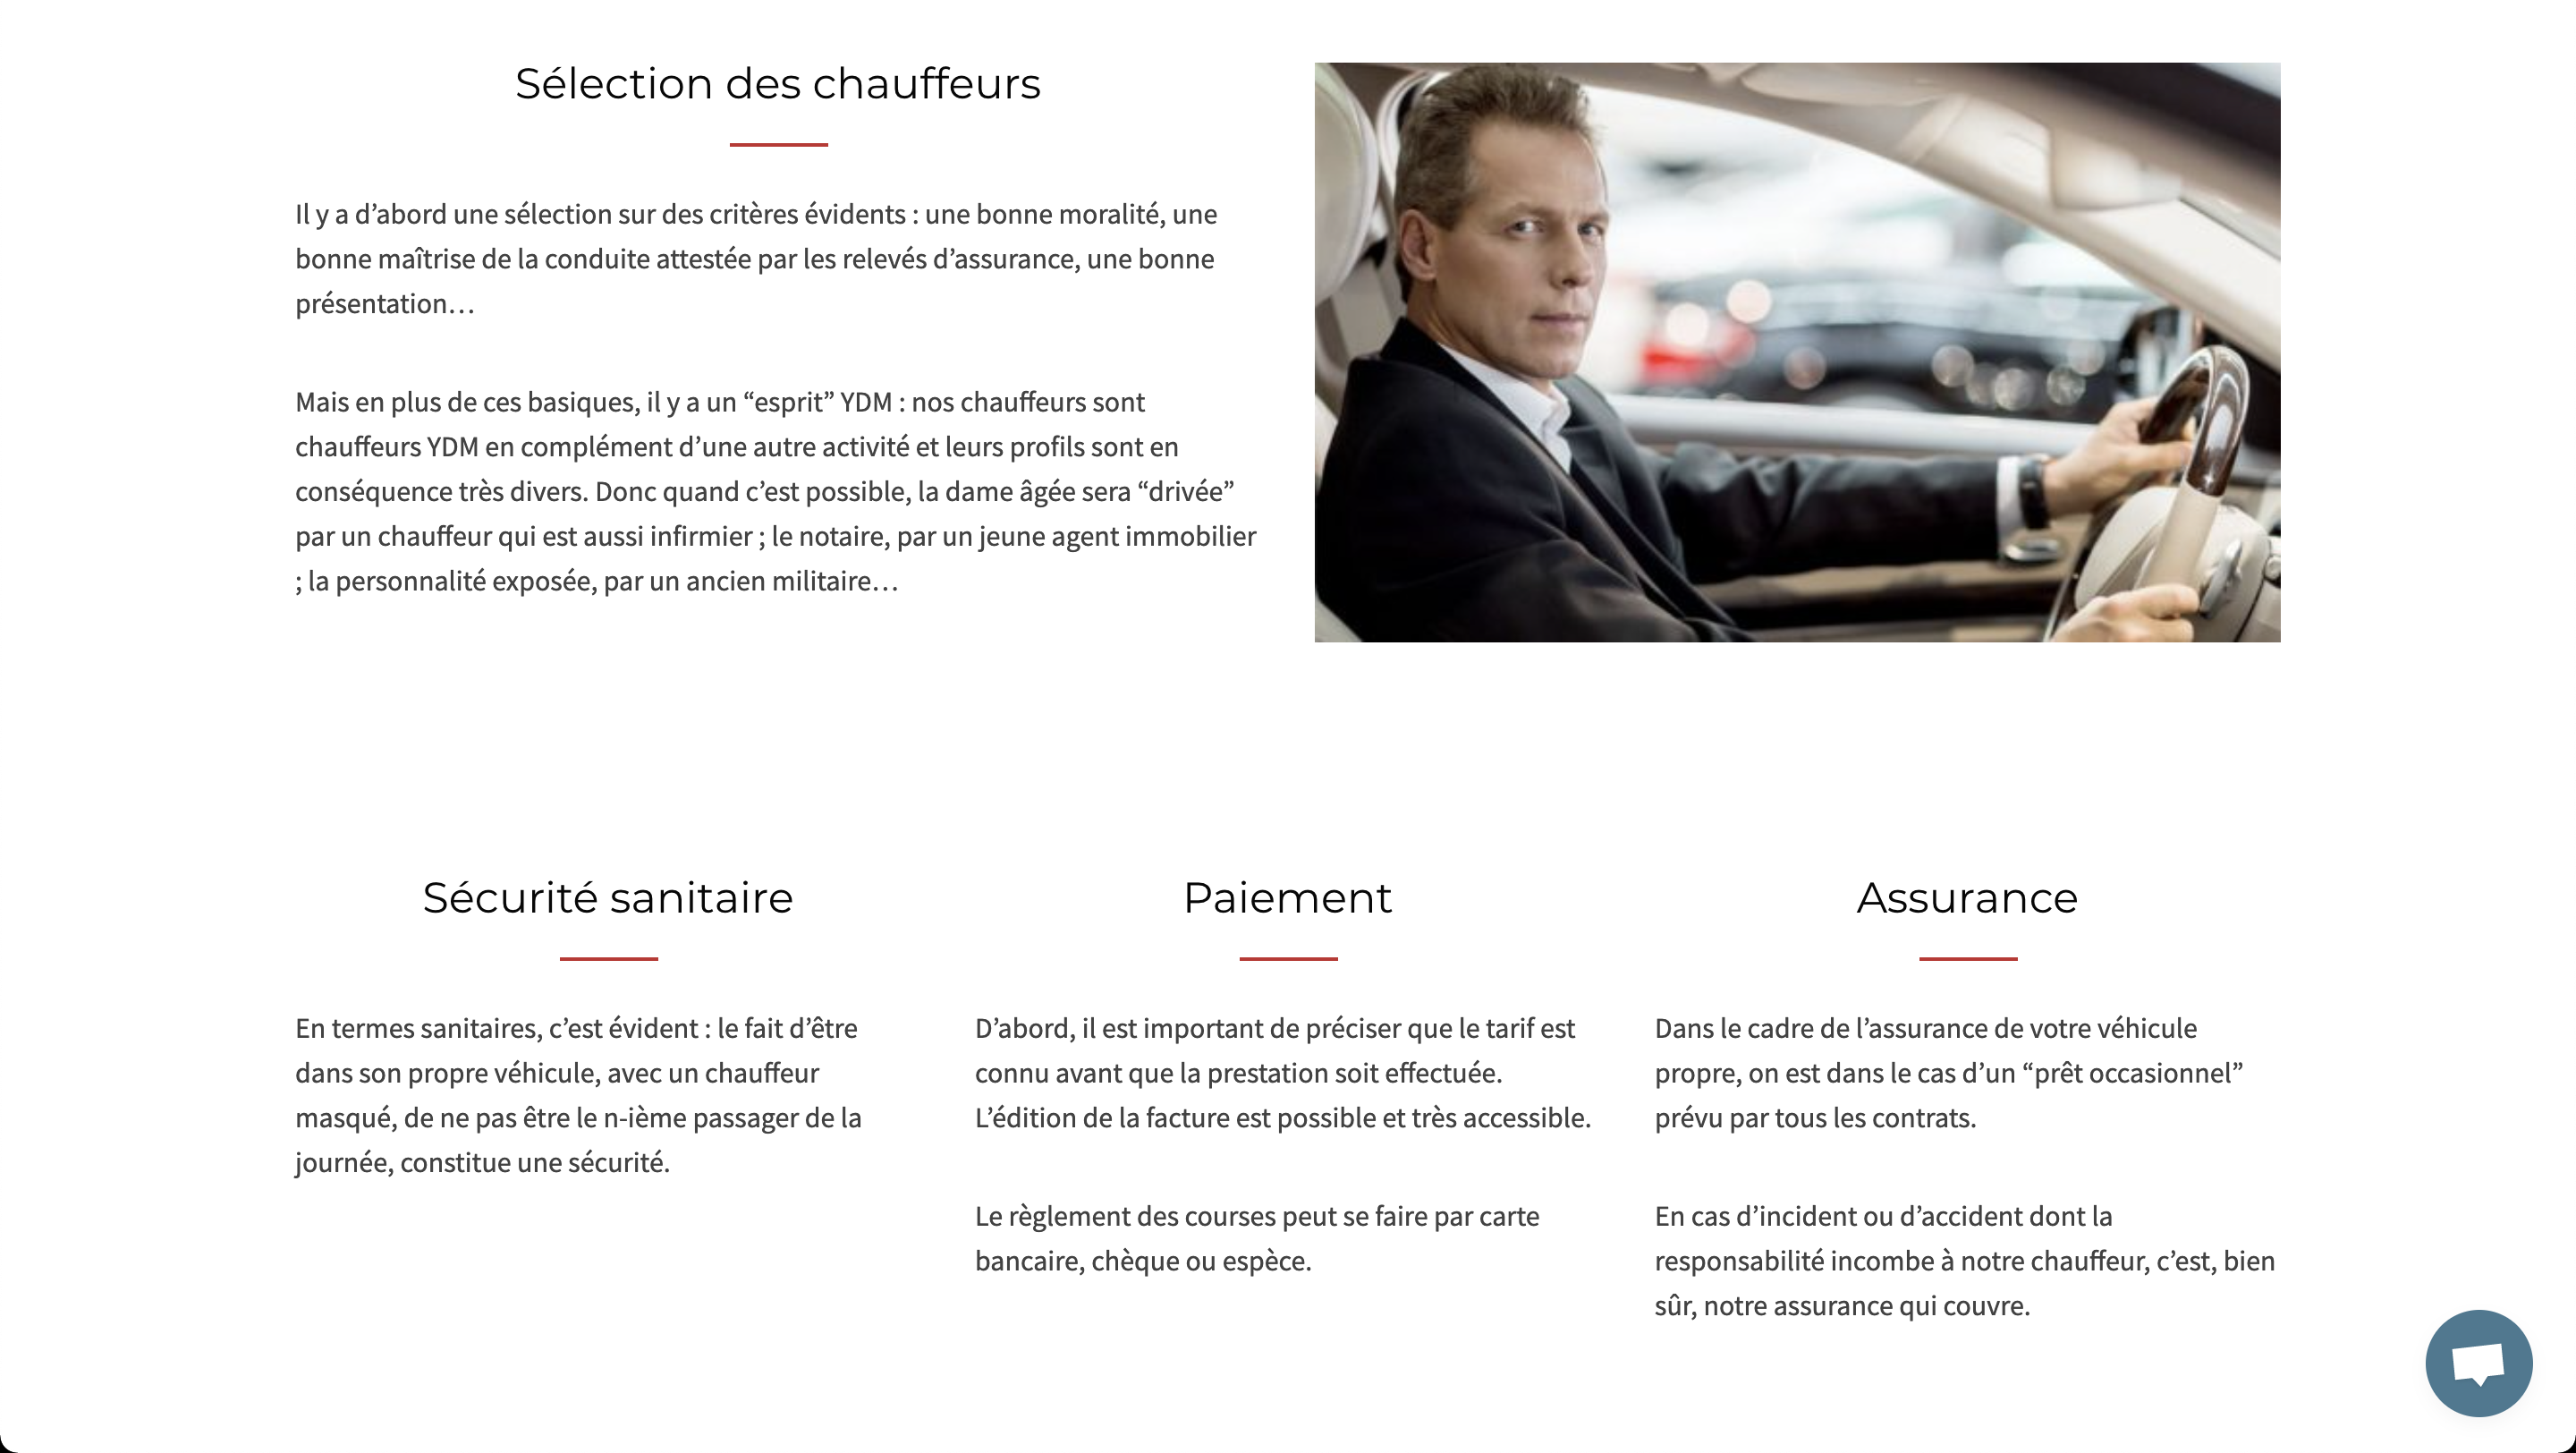 Sélection des chauffeurs
Il y a d’abord une sélection sur des critères évidents : une bonne moralité, une
bonne maîtrise de la conduite attestée par les relevés d’assurance, une bonne
présentation…
Mais en plus de ces basiques, il y a un “esprit” YDM : nos chauffeurs sont
chauffeurs YDM en complément d’une autre activité et leurs profils sont en
conséquence très divers. Donc quand c’est possible, la dame âgée sera “drivée”
par un chauffeur qui est aussi infirmier ; le notaire, par un jeune agent immobilier
; la personnalité exposée, par un ancien militaire…
Sécurité sanitaire
En termes sanitaires, c’est évident : le fait d’être
dans son propre véhicule, avec un chauffeur
masqué, de ne pas être le n-ième passager de la
journée, constitue une sécurité.
Paiement
D’abord, il est important de préciser que le tarif est
connu avant que la prestation soit effectuée.
L’édition de la facture est possible et très accessible.
Le règlement des courses peut se faire par carte
bancaire, chèque ou espèce.
Assurance
Dans le cadre de l’assurance de votre véhicule
propre, on est dans le cas d’un “prêt occasionnel”
prévu par tous les contrats.
En cas d’incident ou d’accident dont la
responsabilité incombe à notre chauffeur, c’est, bien
sûr, notre assurance qui couvre.